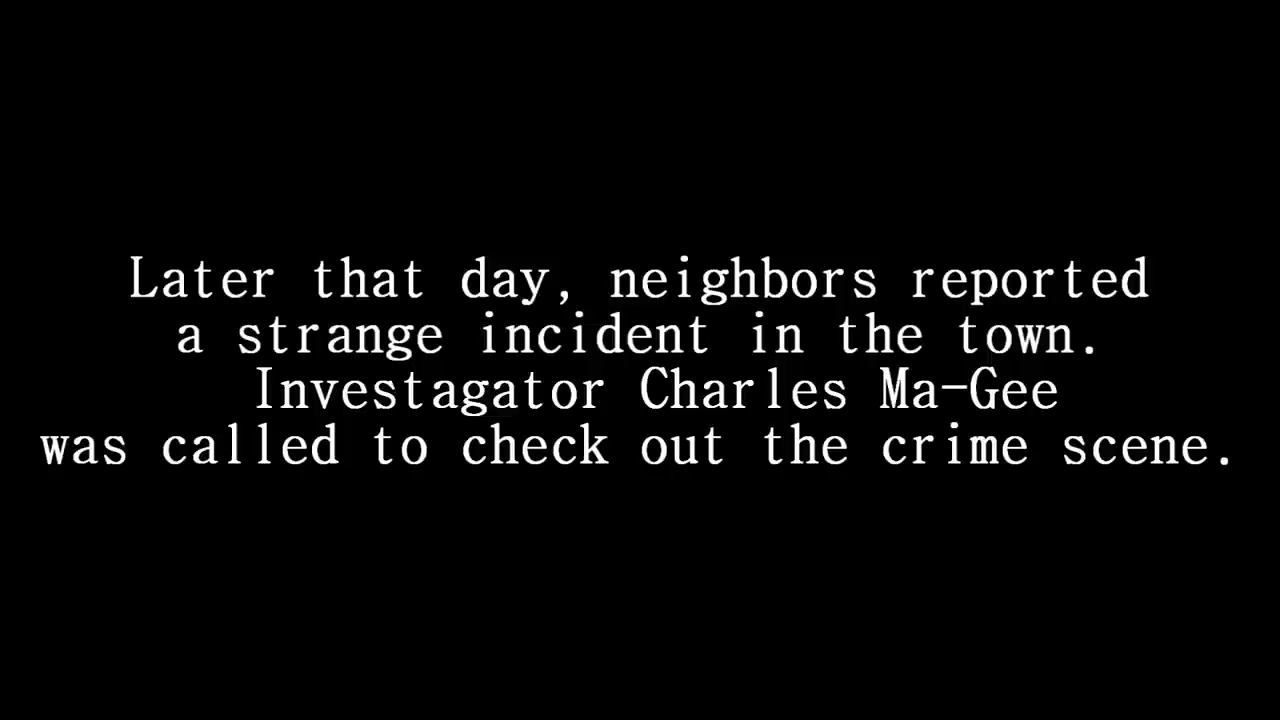 Later that day, neighbors reported
a strange incident in the town.
Investagator Charles Ma-Gee
was called to check out the crime scene.